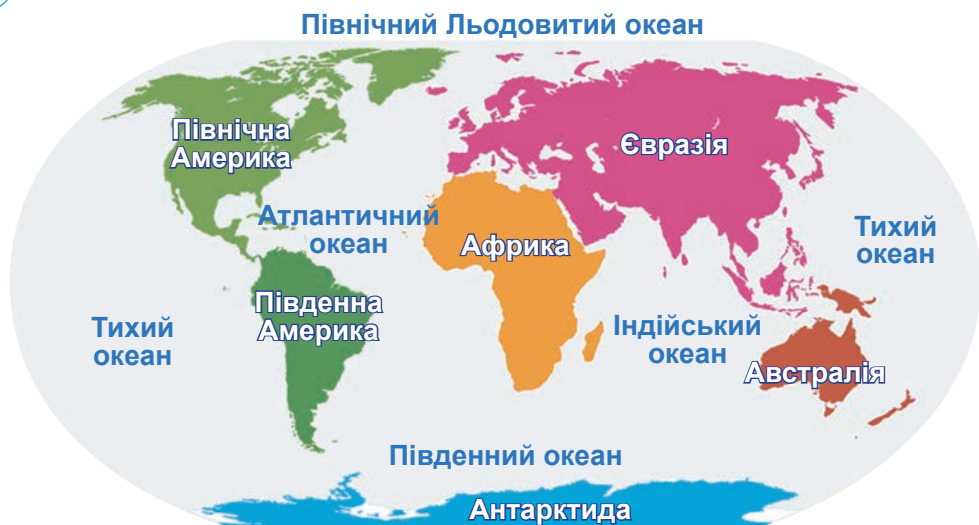 Північний Льодовитий океан
Північна
Америка
Євразія
Атлантичний
океан
Африка
Тихий
океан
Південна
Америка
Тихий
океан
Індійський
океан
Австралія
Південний океан
Антарктида